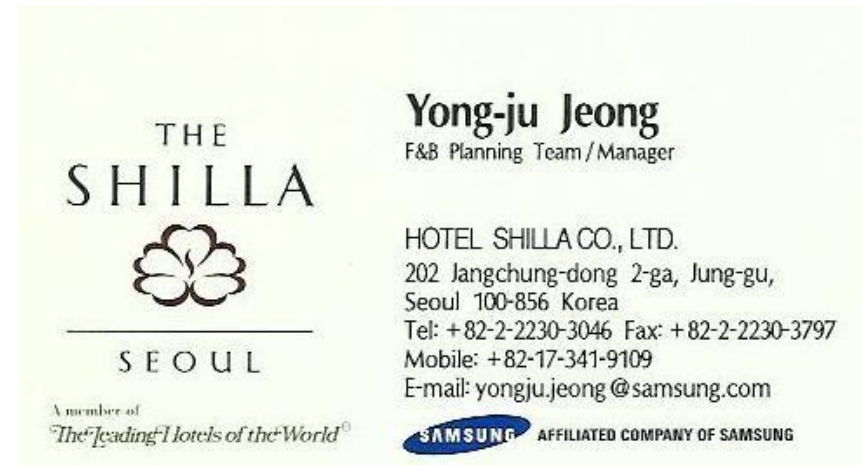 THE
SHILLA
SEOUL
A member of
The Leading Hotels of the World®
Yong-ju Jeong
F&B Planning Team/Manager
HOTEL SHILLA CO., LTD.
202 Jangchung-dong 2-ga, Jung-gu,
Seoul 100-856 Korea
Tel: +82-2-2230-3046 Fax: +82-2-2230-3797
Mobile: +82-17-341-9109
E-mail: yongju.jeong@samsung.com
SAMSUNG AFFILIATED COMPANY OF SAMSUNG